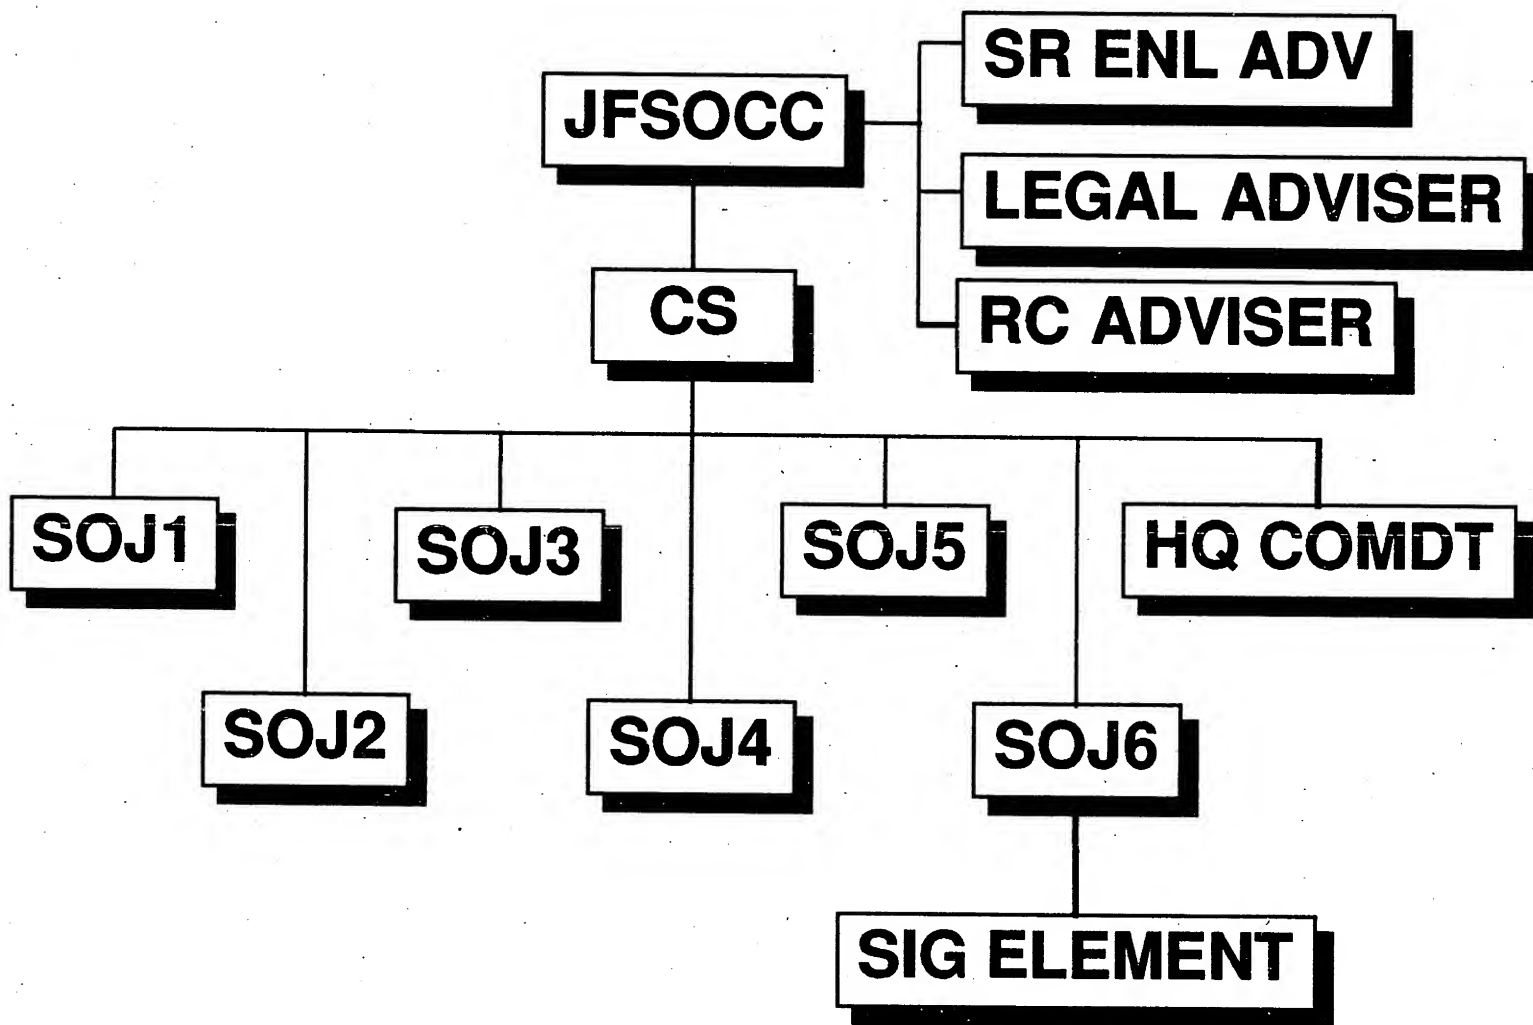 SR ENL ADV
JFSOCC
LEGAL ADVISER
CS
RC ADVISER
SOJ1
SOJ3
SOJ5
HQ COMDT
SOJ2
SOJ4
SOJ6
SIG ELEMENT